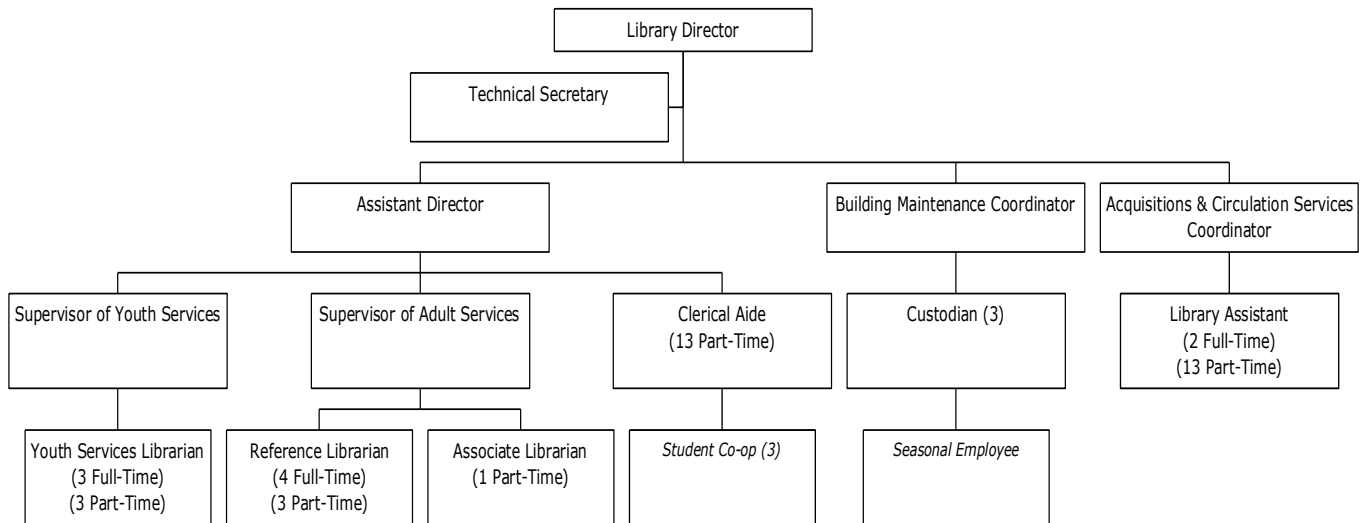 Library Director
Technical Secretary
Assistant Director
Building Maintenance Coordinator
Acquisitions & Circulation Services
Coordinator
Supervisor of Youth Services
Supervisor of Adult Services
Clerical Aide
(13 Part-Time)
Custodian (3)
Library Assistant
(2 Full-Time)
(13 Part-Time)
Youth Services Librarian
(3 Full-Time)
(3 Part-Time)
Reference Librarian
(4 Full-Time)
(3 Part-Time)
Associate Librarian
(1 Part-Time)
Student Co-op (3)
Seasonal Employee